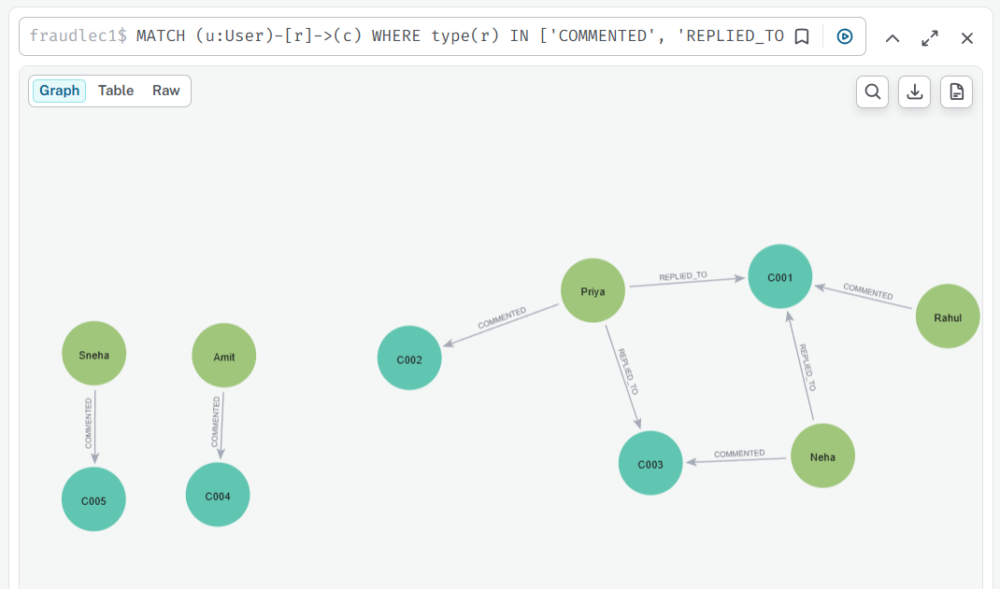 fraudlec1$ MATCH (u:User)-[r]->(c) WHERE type(r) IN ['COMMENTED', 'REPLIED_TO
Graph Table Raw
REPLIED_TO
C001
COMMENTED
Priya
COMMENTED
Rahul
Sneha
Amit
C002
REPLIED_TO
REPLIED_TO
COMMENTED
COMMENTED
COMMENTED
C003
Neha
C005
C004